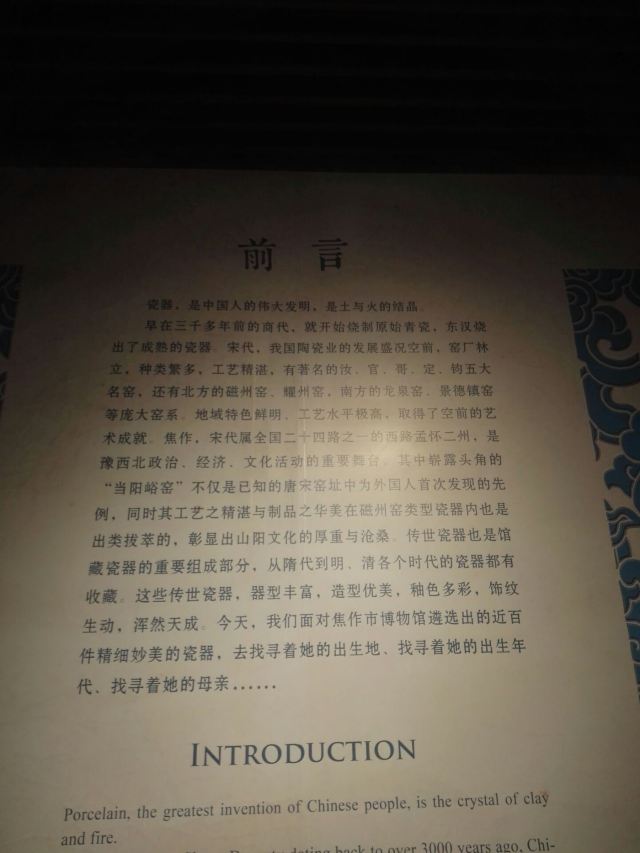 前言
瓷器，是中国人的伟大发明，是土与火的结晶。
早在三千多年前的商代，就开始烧制原始青瓷，东汉烧
出了成熟的瓷器。宋代，我国陶瓷业的发展盛况空前，窑厂林
立，种类繁多，工艺精湛，有著名的汝、官、哥、定、钧五大
名窑，还有北方的磁州窑、耀州窑，南方的龙泉窑、景德镇窑
等庞大窑系。地域特色鲜明、工艺水平极高，取得了空前的艺
术成就。焦作，宋代属全国二十四路之一的西路孟怀二州，是
豫西北政治、经济、文化活动的重要舞台。其中崭露头角的
“当阳峪窑”不仅是已知的唐宋窑址中为外国人首次发现的先
例，同时其工艺之精湛与制品之华美在磁州窑类型瓷器内也是
出类拔萃的，彰显出山阳文化的厚重与沧桑。传世瓷器也是馆
藏瓷器的重要组成部分，从隋代到明、清各个时代的瓷器都有
收藏。这些传世瓷器，器型丰富，造型优美，釉色多彩，饰纹
生动，浑然天成。今天，我们面对焦作市博物馆遴选出的近百
件精细妙美的瓷器，去找寻着她的出生地、找寻着她的出生年
代、找寻着她的母亲……
INTRODUCTION
Porcelain, the greatest invention of Chinese people, is the crystal of clay
and fire.
dating back to over 3000 years ago, Chi-